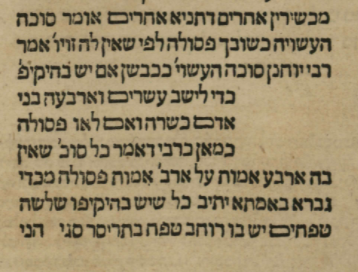 מכשירין אחרים דתניא אחרים אומר סוכה
העשויה כשובך פסולה לפי שאין לה זויו' אמר
רבי יוחנן סוכה העשוי' ככבשן אם יש בהיקיפ'
כדי לישב עשרים וארבעה בני
אדם כשרה ואם לאו פסולה
כמאן כרבי דאמר כל סוכ' שאין
בה ארבע אמות על ארב' אמות פסולה מכדי
גברא באמתא יתיב כל שיש בהיקיפו שלשה
טפחים יש בו רוחב טפח בתריסר סגי הני